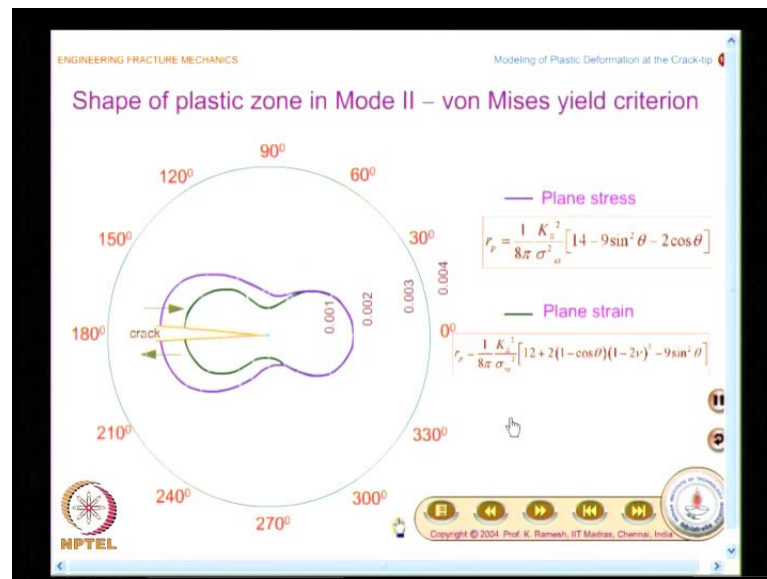 ENGINEERING FRACTURE MECHANICS
Modeling of Plastic Deformation at the Crack-tip
Shape of plastic zone in Mode II – von Mises yield criterion
90⁰
120⁰
60⁰
150⁰
30⁰
180⁰
0⁰
210⁰
330⁰
240⁰
300⁰
270⁰
crack
0.001
0.002
0.003
0.004
Plane stress
r_p = 1/8π K_II²/σ²_ys [14 – 9sin² θ – 2cosθ]
Plane strain
r_p = 1/8π K_II²/σ_ys² [12 + 2(1 – cosθ)(1 – 2ν)² – 9sin² θ]
NPTEL
Copyright © 2004 Prof. K. Ramesh, IIT Madras, Chennai, India